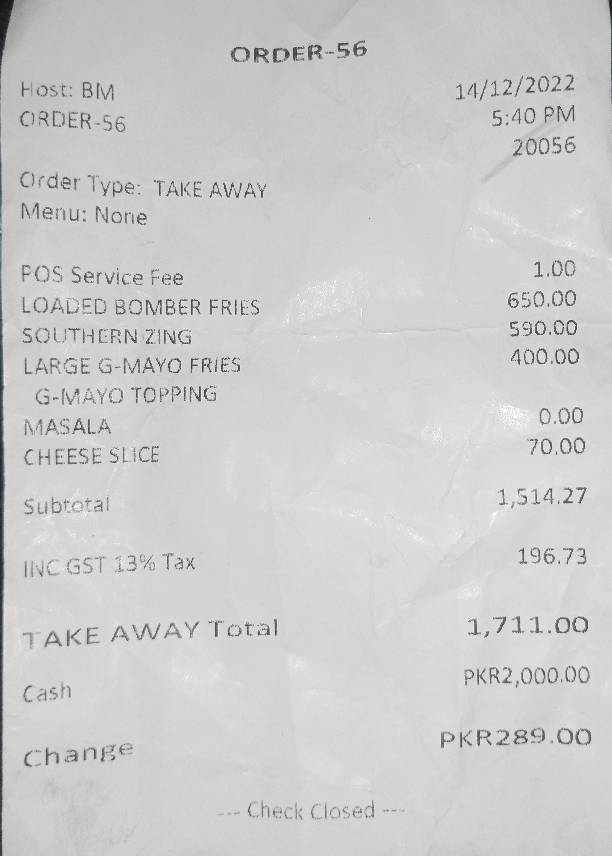 ORDER-56
Host: BM 14/12/2022
ORDER-56 5:40 PM
20056
Order Type: TAKE AWAY
Menu: None
POS Service Fee 1.00
LOADED BOMBER FRIES 650.00
SOUTHERN ZING 590.00
LARGE G-MAYO FRIES 400.00
G-MAYO TOPPING
MASALA 0.00
CHEESE SLICE 70.00
Subtotal 1,514.27
INC GST 13% Tax 196.73
TAKE AWAY Total 1,711.00
Cash PKR2,000.00
Change PKR289.00
--- Check Closed ---